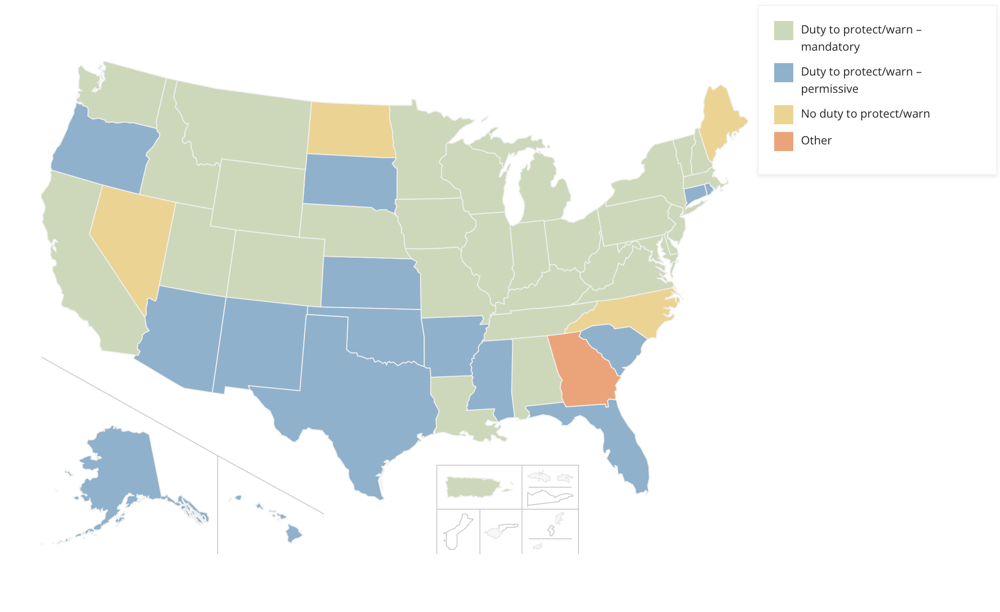 Duty to protect/warn –
mandatory
Duty to protect/warn –
permissive
No duty to protect/warn
Other